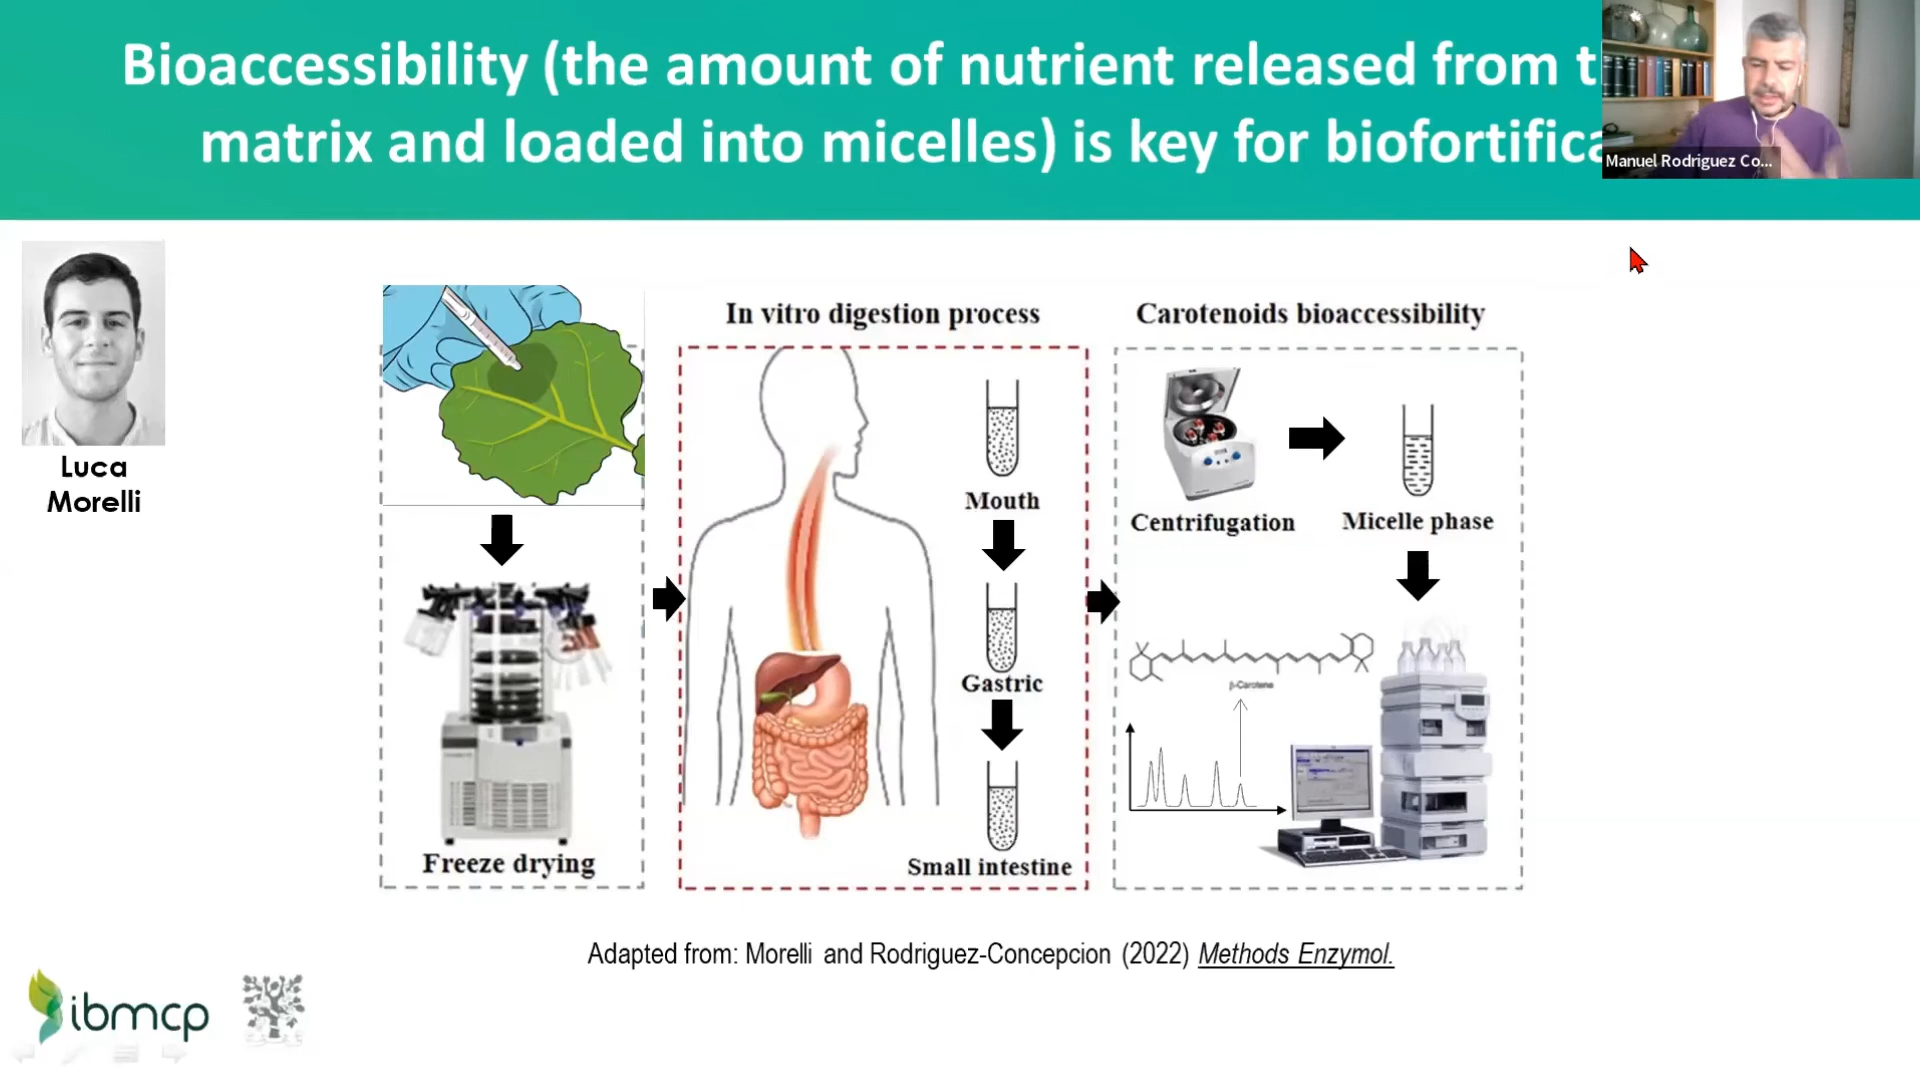 Bioaccessibility (the amount of nutrient released from t
matrix and loaded into micelles) is key for biofortifica
Manuel Rodriguez Co...
Luca
Morelli
Freeze drying
In vitro digestion process
Mouth
Gastric
Small intestine
Carotenoids bioaccessibility
Centrifugation
Micelle phase
β-Carotene
Adapted from: Morelli and Rodriguez-Concepcion (2022) Methods Enzymol.
ibmcp